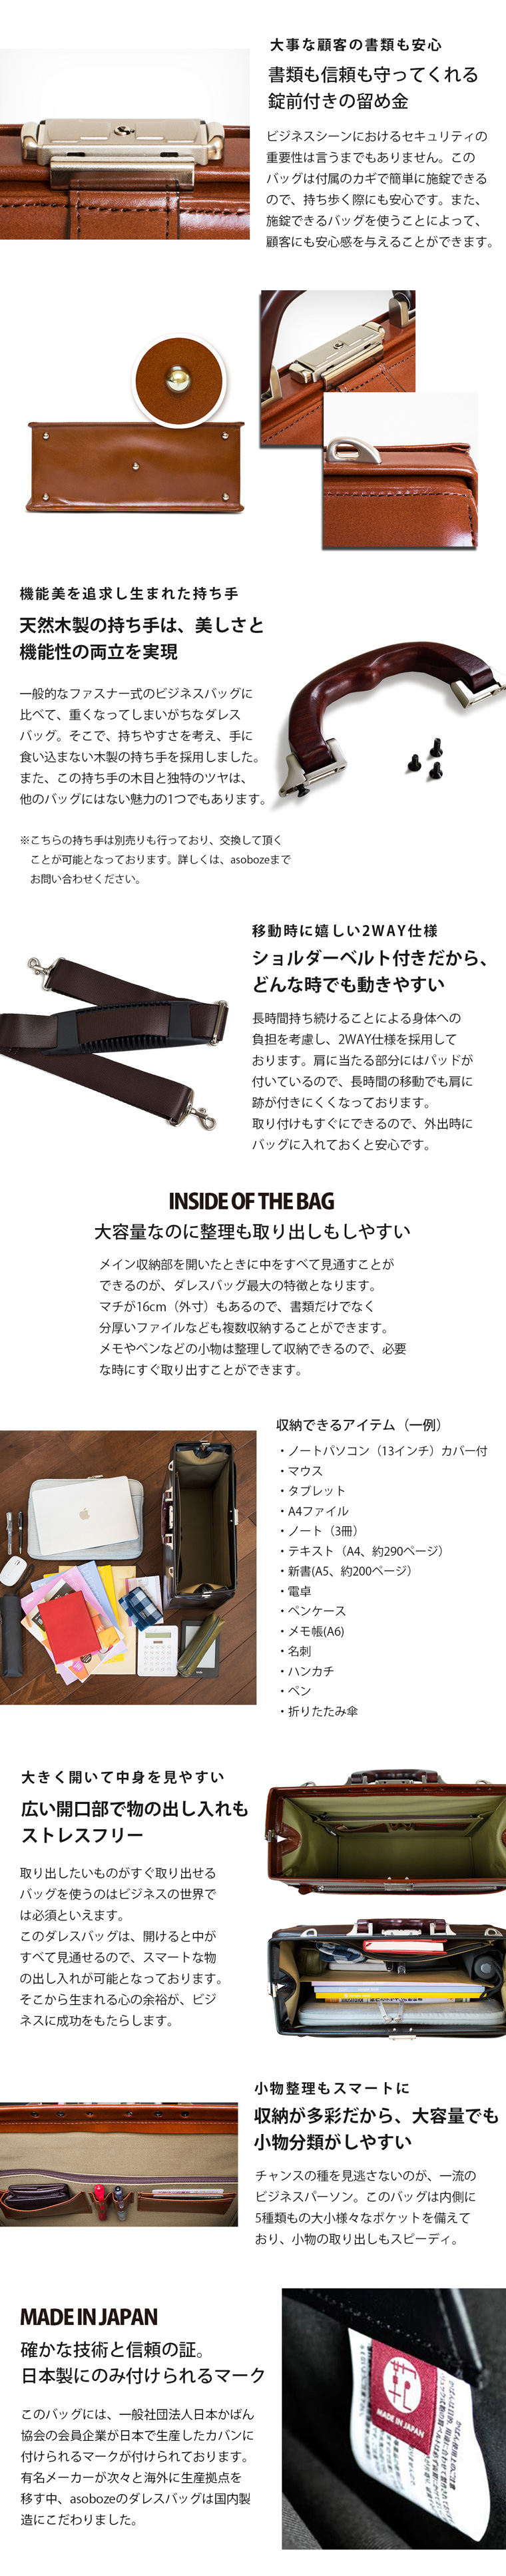 大事な顧客の書類も安心
書類も信頼も守ってくれる
錠前付きの留め金
ビジネスシーンにおけるセキュリティの
重要性は言うまでもありません。この
バッグは付属のカギで簡単に施錠できる
ので、持ち歩く際にも安心です。また、
施錠できるバッグを使うことによって、
顧客にも安心感を与えることができます。
機能美を追求し生まれた持ち手
天然木製の持ち手は、美しさと
機能性の両立を実現
一般的なファスナー式のビジネスバッグに
比べて、重くなってしまいがちなダレス
バッグ。そこで、持ちやすさを考え、手に
食い込まない木製の持ち手を採用しました。
また、この持ち手の木目と独特のツヤは、
他のバッグにはない魅力の1つでもあります。
※こちらの持ち手は別売りも行っており、交換して頂く
ことが可能となっております。詳しくは、asobozeまで
お問い合わせください。
移動時に嬉しい2WAY仕様
ショルダーベルト付きだから、
どんな時でも動きやすい
長時間持ち続けることによる身体への
負担を考慮し、2WAY仕様を採用して
おります。肩に当たる部分にはパッドが
付いているので、長時間の移動でも肩に
跡が付きにくくなっております。
取り付けもすぐにできるので、外出時に
バッグに入れておくと安心です。
INSIDE OF THE BAG
大容量なのに整理も取り出しもしやすい
メイン収納部を開いたときに中をすべて見通すことが
できるのが、ダレスバッグ最大の特徴となります。
マチが16cm（外寸）もあるので、書類だけでなく
分厚いファイルなども複数収納することができます。
メモやペンなどの小物は整理して収納できるので、必要
な時にすぐ取り出すことができます。
収納できるアイテム（一例）
・ノートパソコン（13インチ）カバー付
・マウス
・タブレット
・A4ファイル
・ノート（3冊）
・テキスト（A4、約290ページ）
・新書(A5、約200ページ）
・電卓
・ペンケース
・メモ帳(A6)
・名刺
・ハンカチ
・ペン
・折りたたみ傘
大きく開いて中身を見やすい
広い開口部で物の出し入れも
ストレスフリー
取り出したいものがすぐ取り出せる
バッグを使うのはビジネスの世界で
は必須といえます。
このダレスバッグは、開けると中が
すべて見通せるので、スマートな物
の出し入れが可能となっております。
そこから生まれる心の余裕が、ビジ
ネスに成功をもたらします。
小物整理もスマートに
収納が多彩だから、大容量でも
小物分類がしやすい
チャンスの種を見逃さないのが、一流の
ビジネスパーソン。このバッグは内側に
5種類もの大小様々なポケットを備えて
おり、小物の取り出しもスピーディ。
MADE IN JAPAN
確かな技術と信頼の証。
日本製にのみ付けられるマーク
このバッグには、一般社団法人日本かばん
協会の会員企業が日本で生産したカバンに
付けられるマークが付けられております。
有名メーカーが次々と海外に生産拠点を
移す中、asobozeのダレスバッグは国内製
造にこだわりました。
MADE IN JAPAN